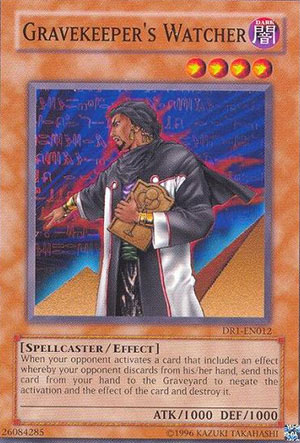 GRAVEKEEPER'S WATCHER
DARK
闇
DR1-EN012
[SPELLCASTER / EFFECT]
When your opponent activates a card that includes an effect
whereby your opponent discards from his/her hand, send this
card from your hand to the Graveyard to negate the
activation and the effect of the card and destroy it.
ATK/1000 DEF/1000
26084285
©1996 KAZUKI TAKAHASHI